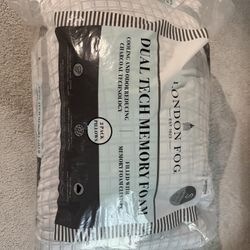 LONDON FOG
DUAL TECH MEMORY FOAM
COOLING AND ODOR REDUCING
CHARCOAL TECHNOLOGY
2 PACK
PILLOWS
FILLED WITH
MEMORY FOAM CLUSTERS